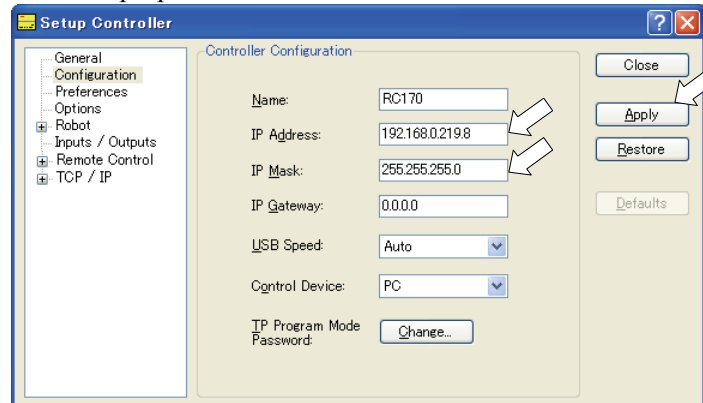 Setup Controller
General
Configuration
Preferences
Options
Robot
Inputs / Outputs
Remote Control
TCP / IP
Controller Configuration
Name: RC170
IP Address: 192.168.0.219.8
IP Mask: 255.255.255.0
IP Gateway: 0.0.0.0
USB Speed: Auto
Control Device: PC
TP Program Mode
Password: Change...
Close
Apply
Restore
Defaults